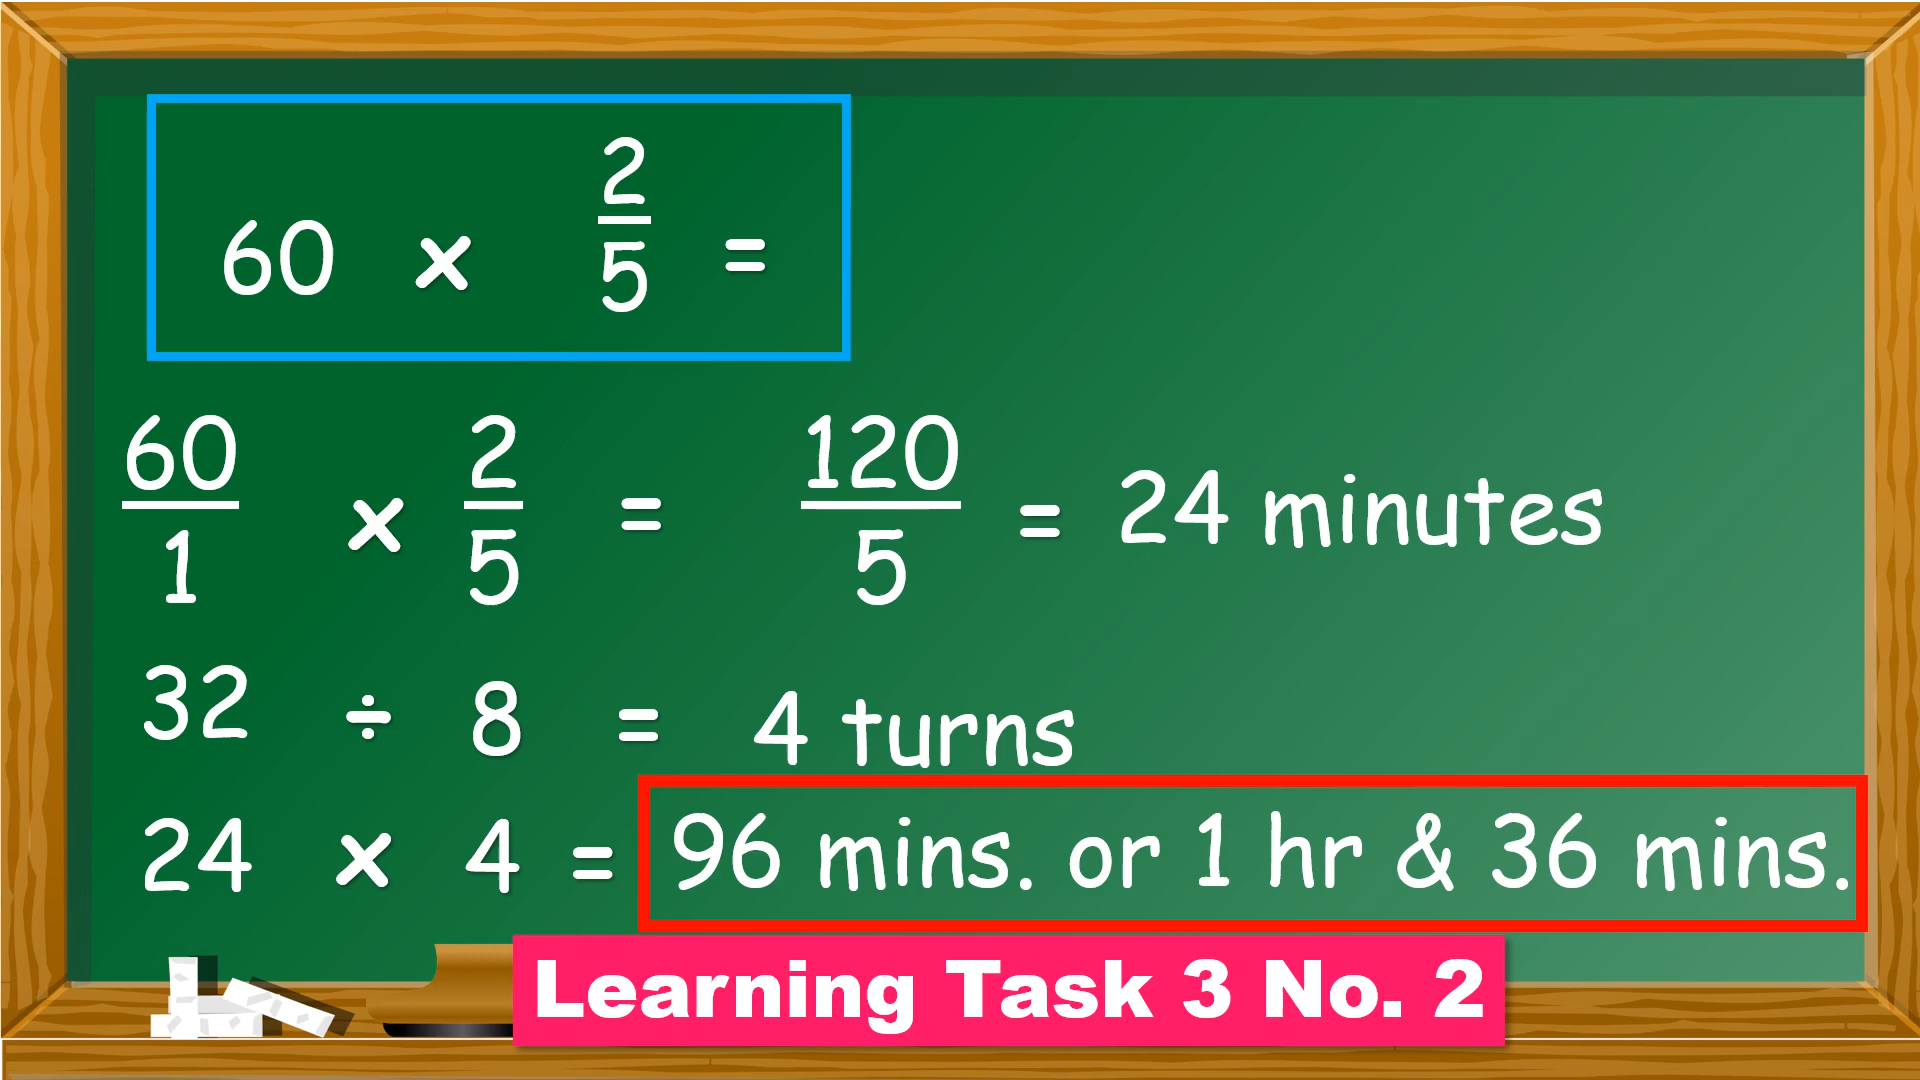 60 x 2/5 =
60/1 x 2/5 = 120/5 = 24 minutes
32 ÷ 8 = 4 turns
24 x 4 = 96 mins. or 1 hr & 36 mins.
Learning Task 3 No. 2